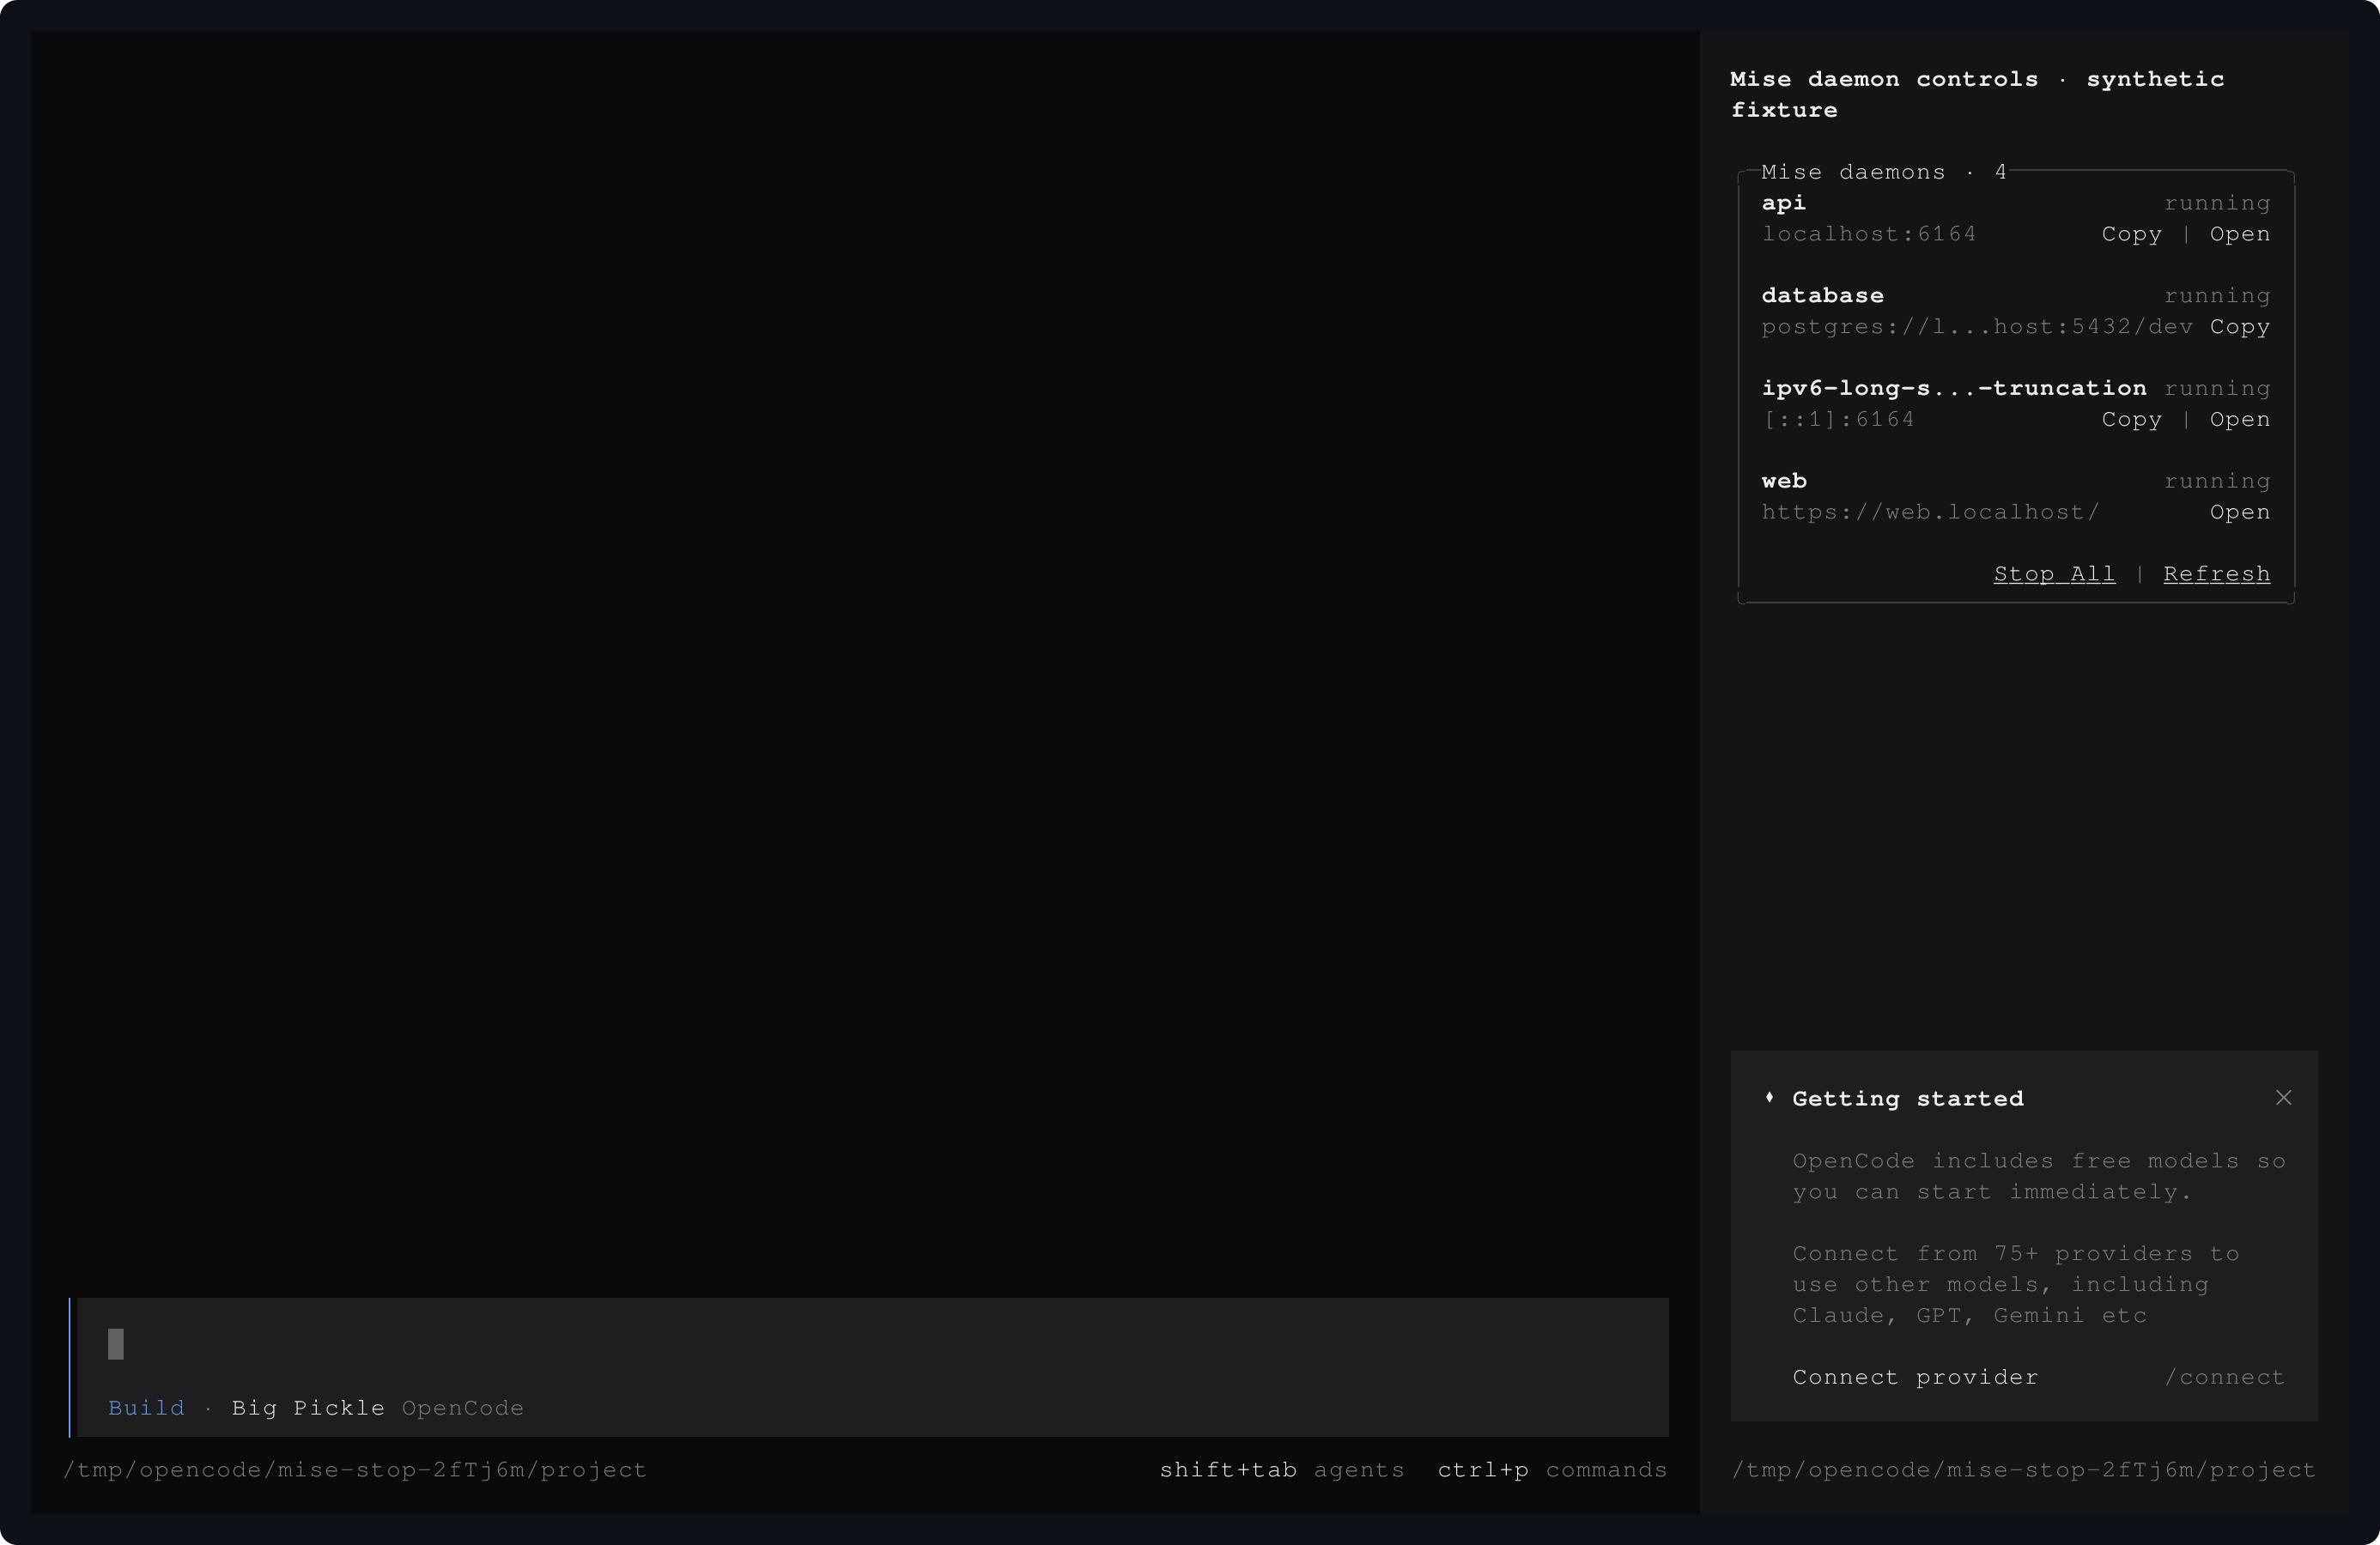 Mise daemon controls · synthetic
fixture
Mise daemons · 4
api running
localhost:6164 Copy | Open
database running
postgres://l...host:5432/dev Copy
ipv6-long-s...-truncation running
[::1]:6164 Copy | Open
web running
https://web.localhost/ Open
Stop All | Refresh
Getting started
OpenCode includes free models so
you can start immediately.
Connect from 75+ providers to
use other models, including
Claude, GPT, Gemini etc
Connect provider /connect
Build · Big Pickle OpenCode
/tmp/opencode/mise-stop-2fTj6m/project shift+tab agents ctrl+p commands
/tmp/opencode/mise-stop-2fTj6m/project